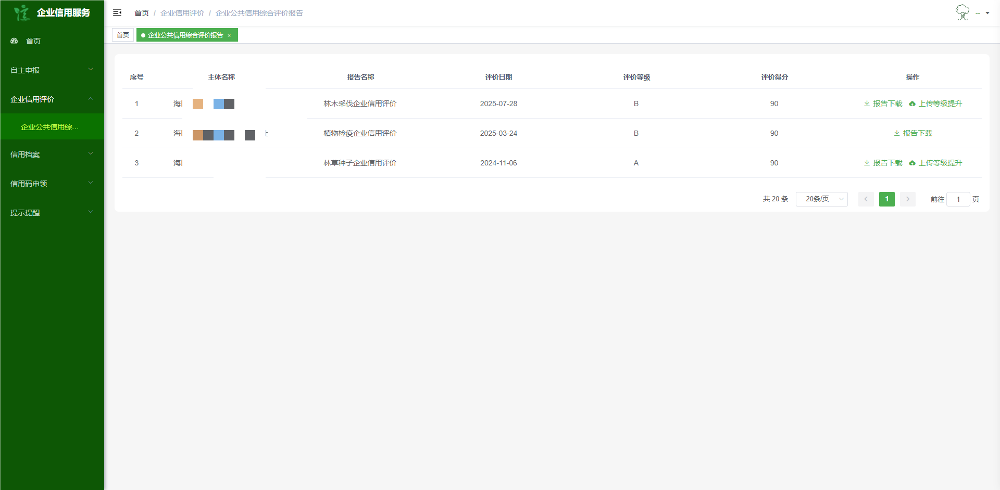 企业信用服务
首页 / 企业信用评价 / 企业公共信用综合评价报告
--
首页
企业公共信用综合评价报告 ×
首页
自主申报
企业信用评价
企业公共信用综...
信用档案
信用码申领
提示提醒
序号 主体名称 报告名称 评价日期 评价等级 评价得分 操作
1 海 林木采伐企业信用评价 2025-07-28 B 90 报告下载 上传等级提升
2 海 植物检疫企业信用评价 2025-03-24 B 90 报告下载
3 海 林草种子企业信用评价 2024-11-06 A 90 报告下载 上传等级提升
共 20 条 20条/页 < 1 > 前往 1 页